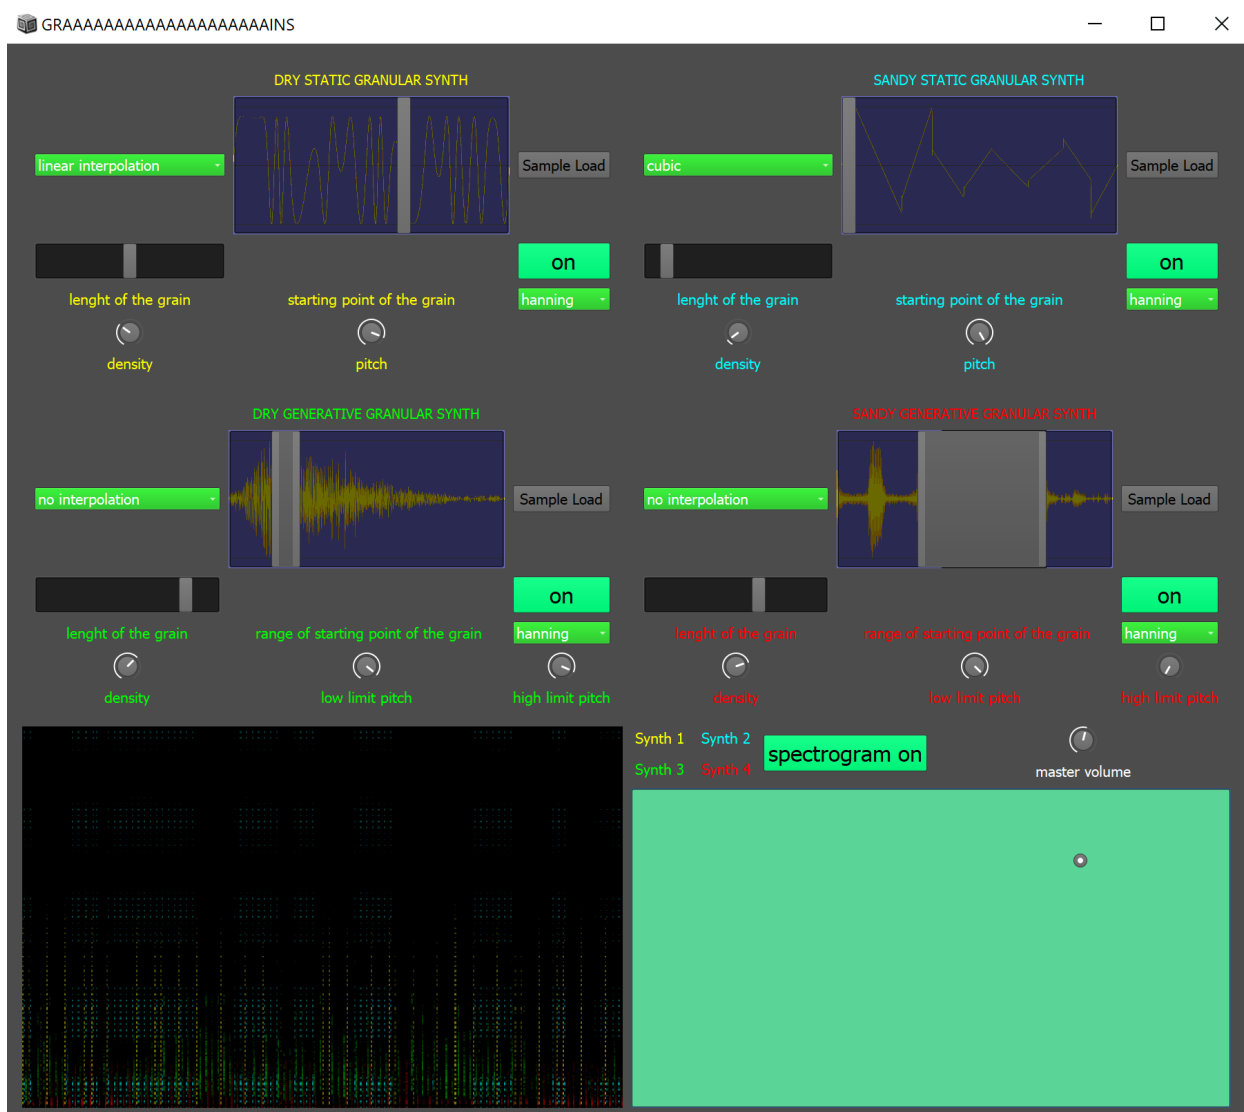 GRAAAAAAAAAAAAAAAAAAAAAINS
DRY STATIC GRANULAR SYNTH
linear interpolation
Sample Load
on
lenght of the grain
starting point of the grain
hanning
density
pitch
SANDY STATIC GRANULAR SYNTH
cubic
Sample Load
on
lenght of the grain
starting point of the grain
hanning
density
pitch
DRY GENERATIVE GRANULAR SYNTH
no interpolation
Sample Load
on
lenght of the grain
range of starting point of the grain
hanning
density
low limit pitch
high limit pitch
SANDY GENERATIVE GRANULAR SYNTH
no interpolation
Sample Load
on
lenght of the grain
range of starting point of the grain
hanning
density
low limit pitch
high limit pitch
Synth 1
Synth 2
Synth 3
Synth 4
spectrogram on
master volume